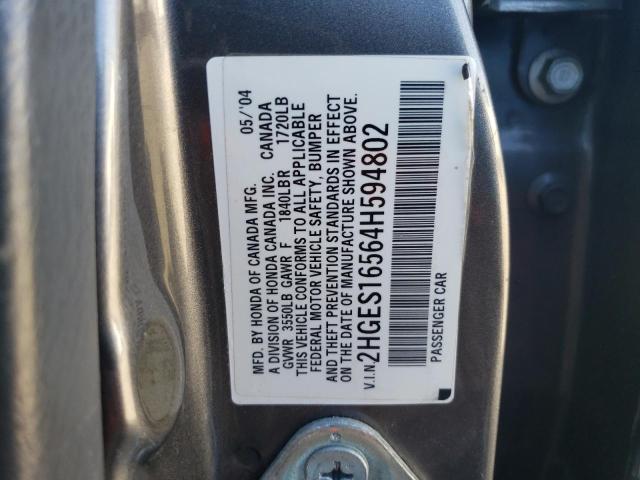 MFD. BY HONDA OF CANADA MFG. 05/'04
A DIVISION OF HONDA CANADA INC. CANADA
GVWR 3550LB GAWR F 1840LBR 1720LB
THIS VEHICLE CONFORMS TO ALL APPLICABLE
FEDERAL MOTOR VEHICLE SAFETY, BUMPER
AND THEFT PREVENTION STANDARDS IN EFFECT
ON THE DATE OF MANUFACTURE SHOWN ABOVE.
V.I.N. 2HGES16564H594802
PASSENGER CAR